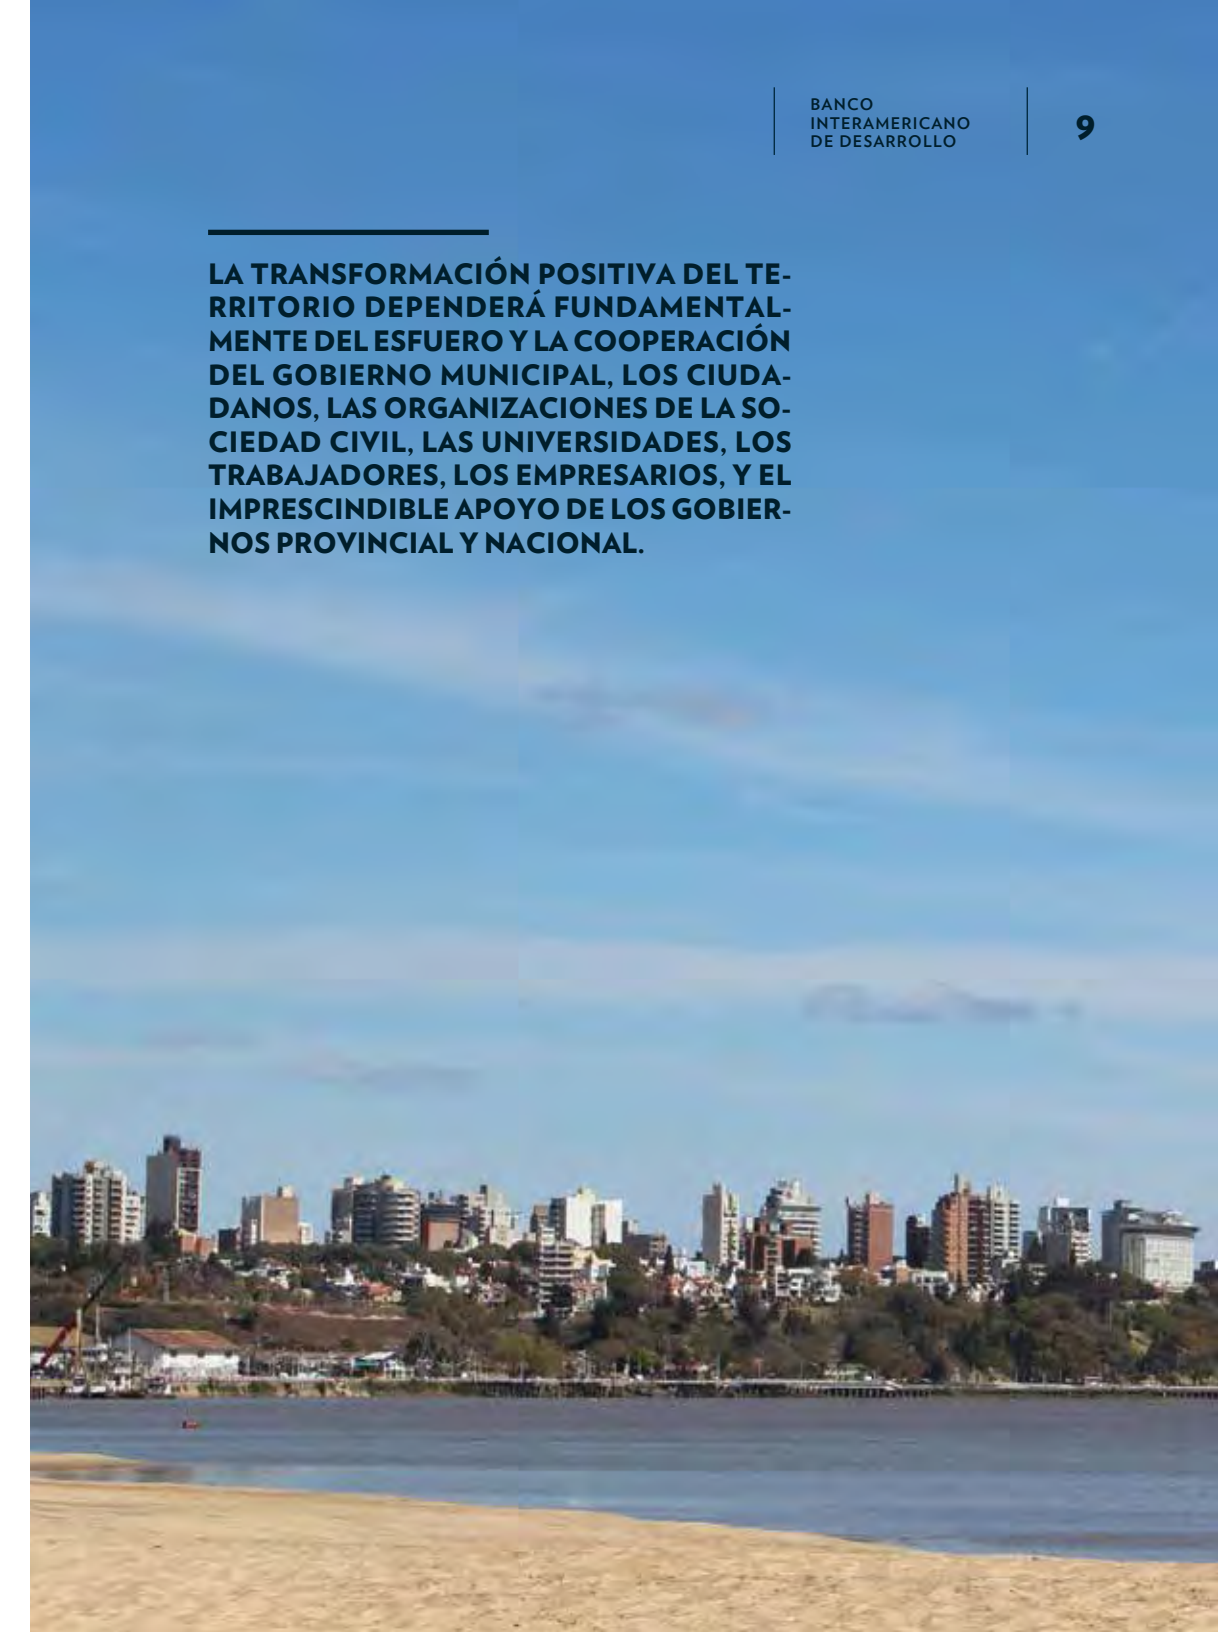 BANCO
INTERAMERICANO
DE DESARROLLO
9
LA TRANSFORMACIÓN POSITIVA DEL TE-
RRITORIO DEPENDERÁ FUNDAMENTAL-
MENTE DEL ESFUERO Y LA COOPERACIÓN
DEL GOBIERNO MUNICIPAL, LOS CIUDA-
DANOS, LAS ORGANIZACIONES DE LA SO-
CIEDAD CIVIL, LAS UNIVERSIDADES, LOS
TRABAJADORES, LOS EMPRESARIOS, Y EL
IMPRESCINDIBLE APOYO DE LOS GOBIER-
NOS PROVINCIAL Y NACIONAL.